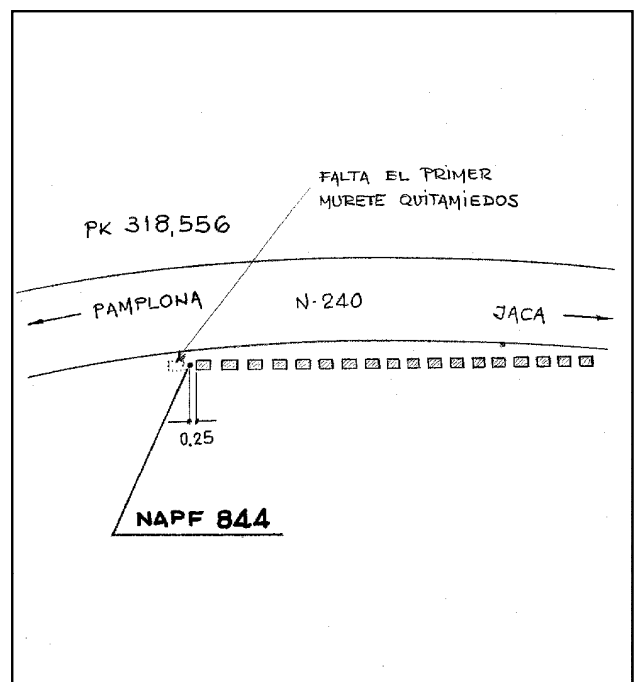 FALTA EL PRIMER
MURETE QUITAMIEDOS
PK 318,556
PAMPLONA
N-240
JACA
0.25
NAPF 844